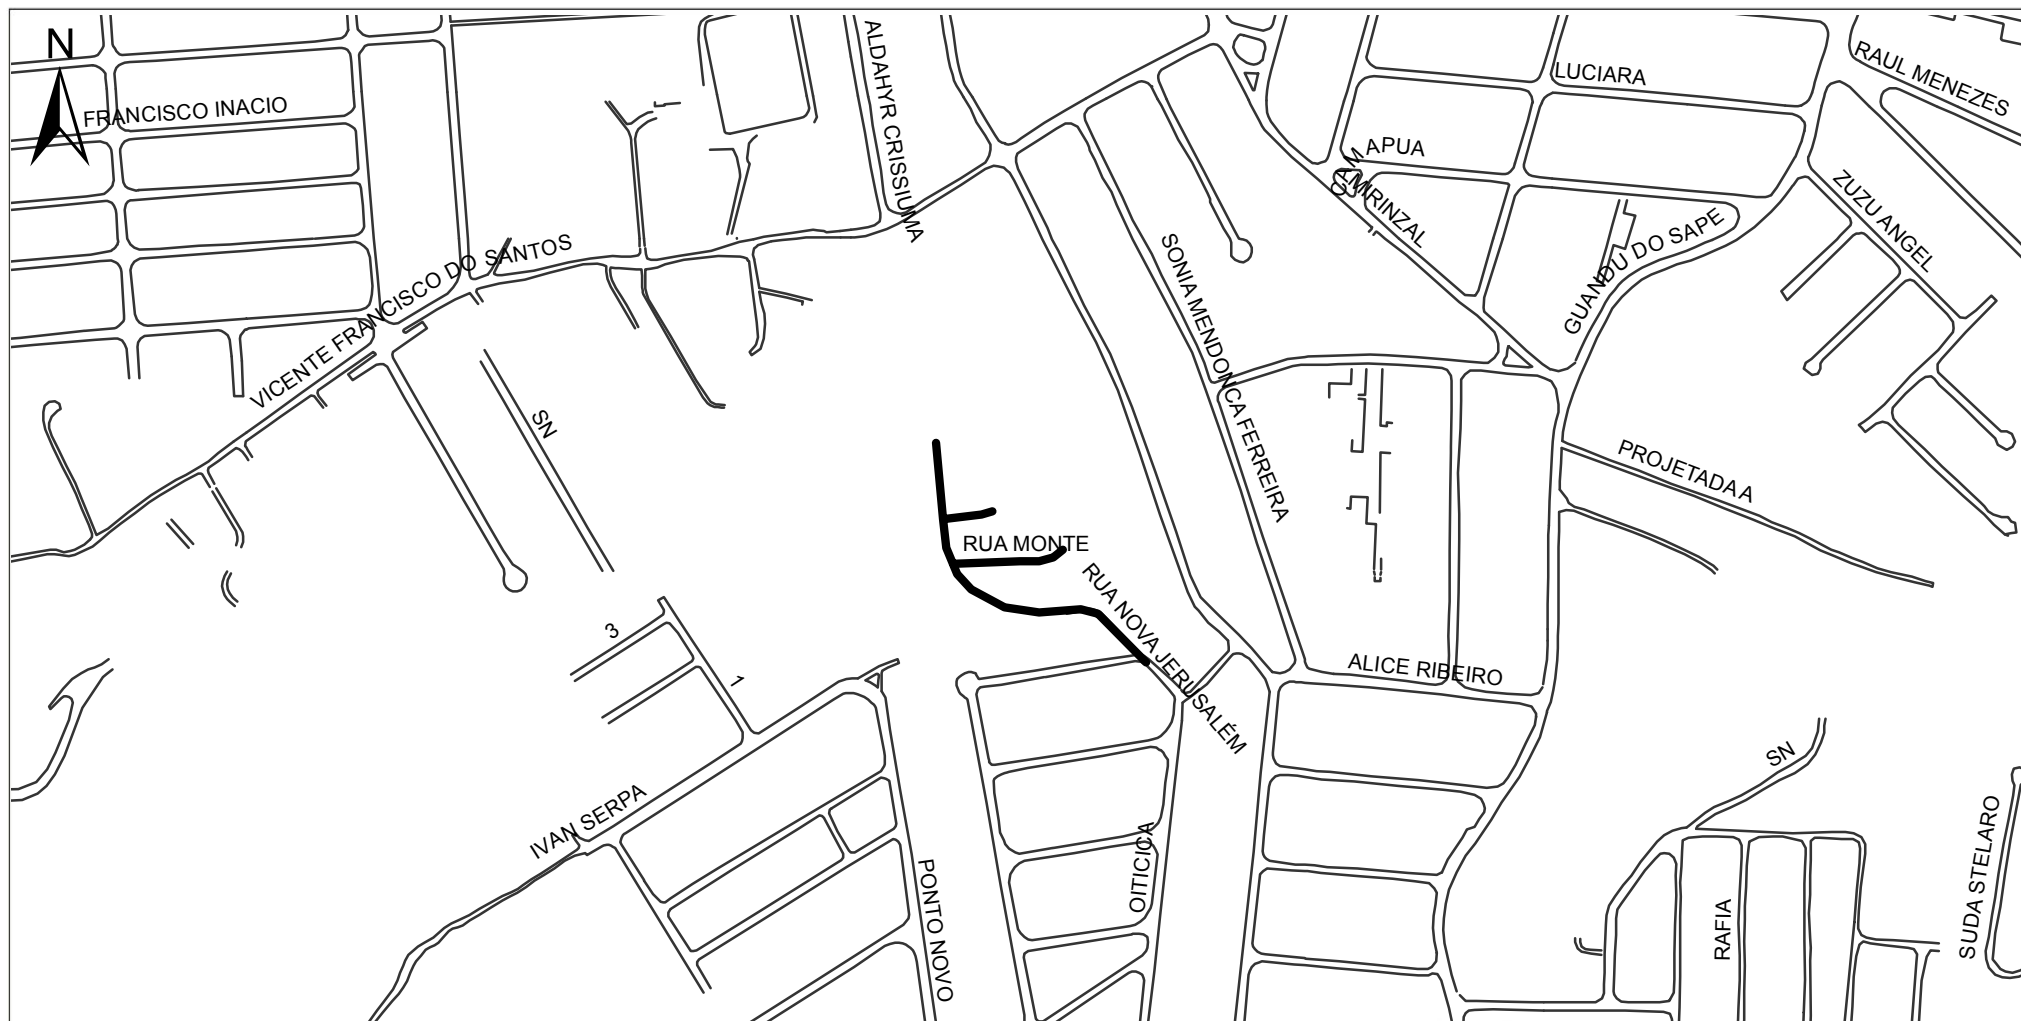 N
FRANCISCO INACIO
ALDAHYR CRISSIUMA
LUCIARA
RAUL MENEZES
CAMAPUA
AMIRINZAL
ZUZU ANGEL
GUANDU DO SAPE
VICENTE FRANCISCO DO SANTOS
SONIA MENDONCA FERREIRA
SN
PROJETADA A
RUA MONTE
RUA NOVA JERUSALÉM
3
1
ALICE RIBEIRO
IVAN SERPA
PONTO NOVO
OITICICA
SN
RAFIA
SUDA STELARO